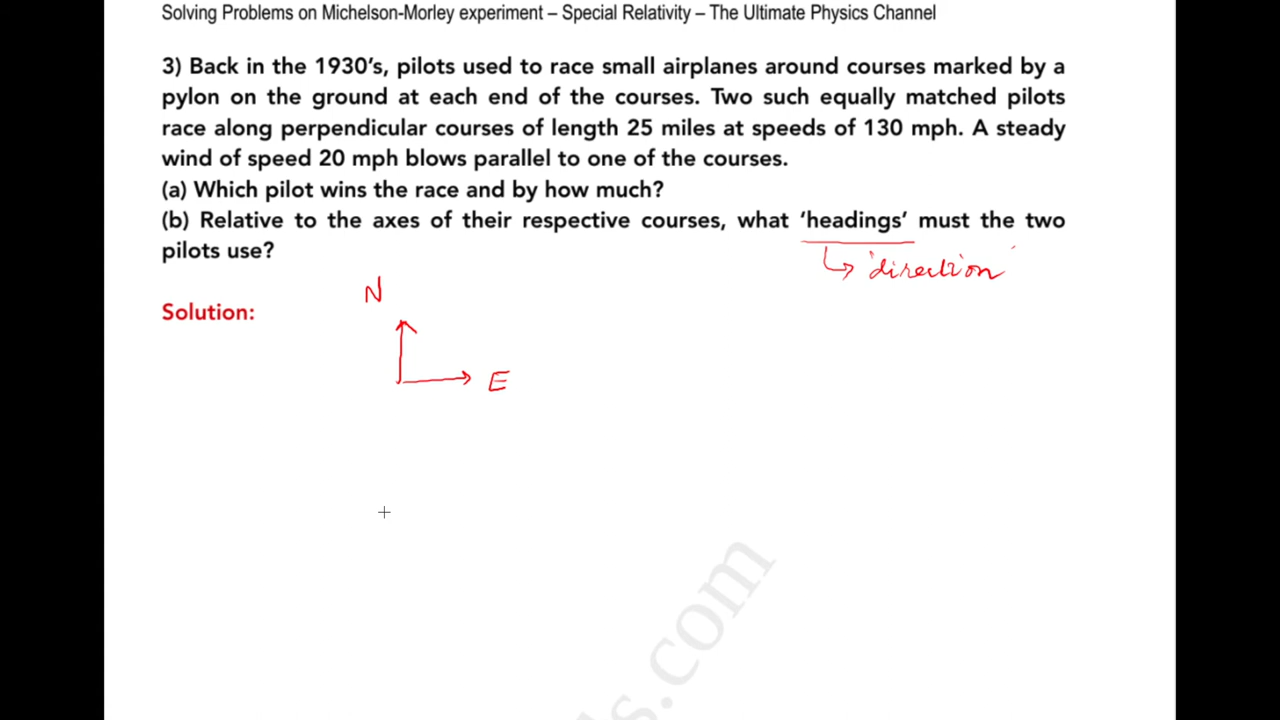 Solving Problems on Michelson-Morley experiment – Special Relativity – The Ultimate Physics Channel
3) Back in the 1930’s, pilots used to race small airplanes around courses marked by a
pylon on the ground at each end of the courses. Two such equally matched pilots
race along perpendicular courses of length 25 miles at speeds of 130 mph. A steady
wind of speed 20 mph blows parallel to one of the courses.
(a) Which pilot wins the race and by how much?
(b) Relative to the axes of their respective courses, what ‘headings’ must the two
pilots use?
'direction'
Solution:
N
E
ds.com